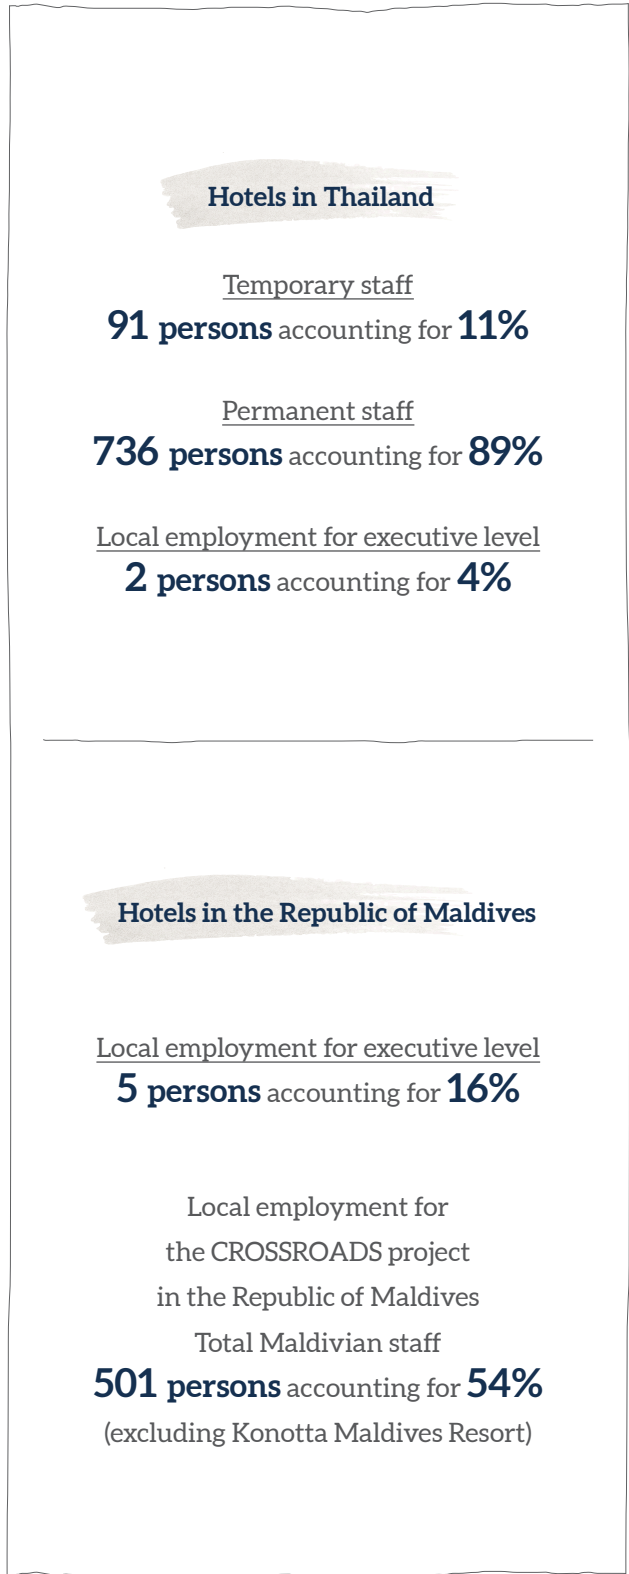 Hotels in Thailand
Temporary staff
91 persons accounting for 11%
Permanent staff
736 persons accounting for 89%
Local employment for executive level
2 persons accounting for 4%
Hotels in the Republic of Maldives
Local employment for executive level
5 persons accounting for 16%
Local employment for
the CROSSROADS project
in the Republic of Maldives
Total Maldivian staff
501 persons accounting for 54%
(excluding Konotta Maldives Resort)